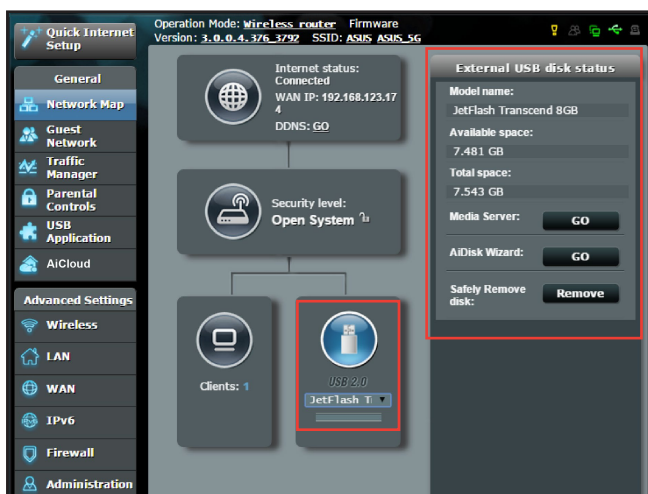 Quick Internet
Setup
General
Network Map
Guest
Network
Traffic
Manager
Parental
Controls
USB
Application
AiCloud
Advanced Settings
Wireless
LAN
WAN
IPv6
Firewall
Administration
Operation Mode: Wireless router Firmware
Version: 3.0.0.4.376_3792 SSID: ASUS ASUS_5G
Internet status:
Connected
WAN IP: 192.168.123.17
4
DDNS: GO
Security level:
Open System
Clients: 1
USB 2.0
JetFlash T
External USB disk status
Model name:
JetFlash Transcend 8GB
Available space:
7.481 GB
Total space:
7.543 GB
Media Server: GO
AiDisk Wizard: GO
Safely Remove
disk:
Remove